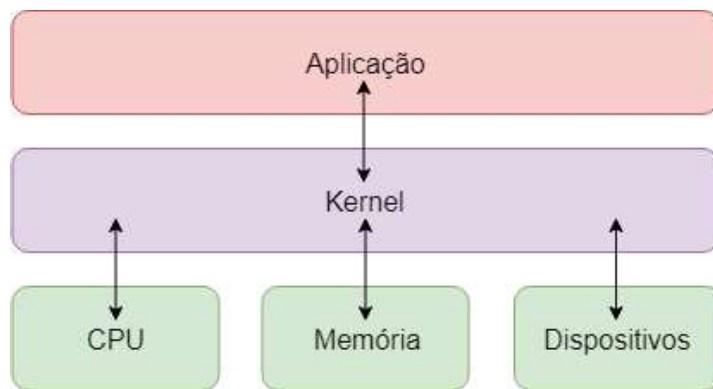 Aplicação
Kernel
CPU
Memória
Dispositivos